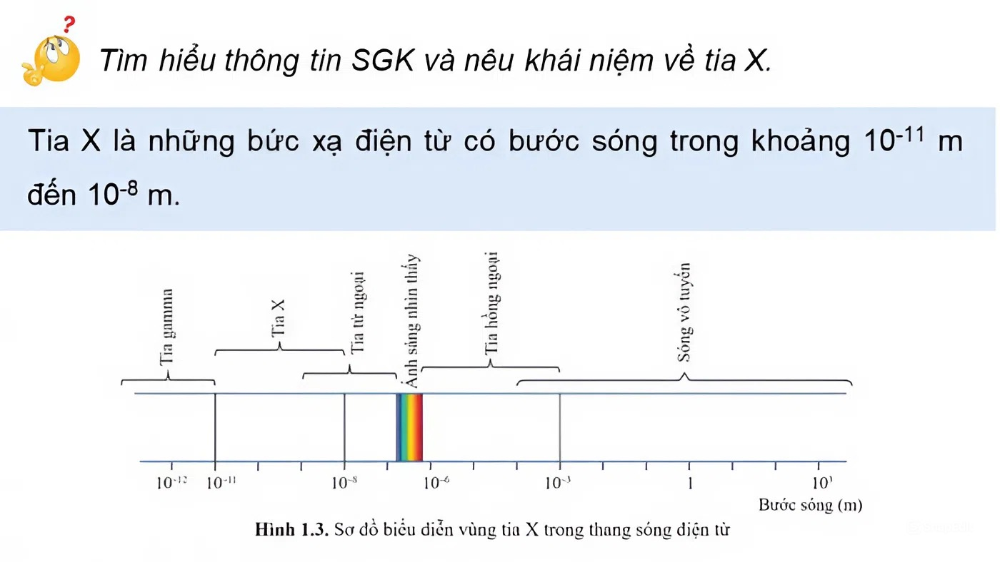 ?
Tìm hiểu thông tin SGK và nêu khái niệm về tia X.
Tia X là những bức xạ điện từ có bước sóng trong khoảng 10⁻¹¹ m
đến 10⁻⁸ m.
Tia gamma
Tia X
Tia tử ngoại
Ánh sáng nhìn thấy
Tia hồng ngoại
Sóng vô tuyến
10⁻¹² 10⁻¹¹ 10⁻⁸ 10⁻⁶ 10⁻³ 1 10³
Bước sóng (m)
Hình 1.3. Sơ đồ biểu diễn vùng tia X trong thang sóng điện từ